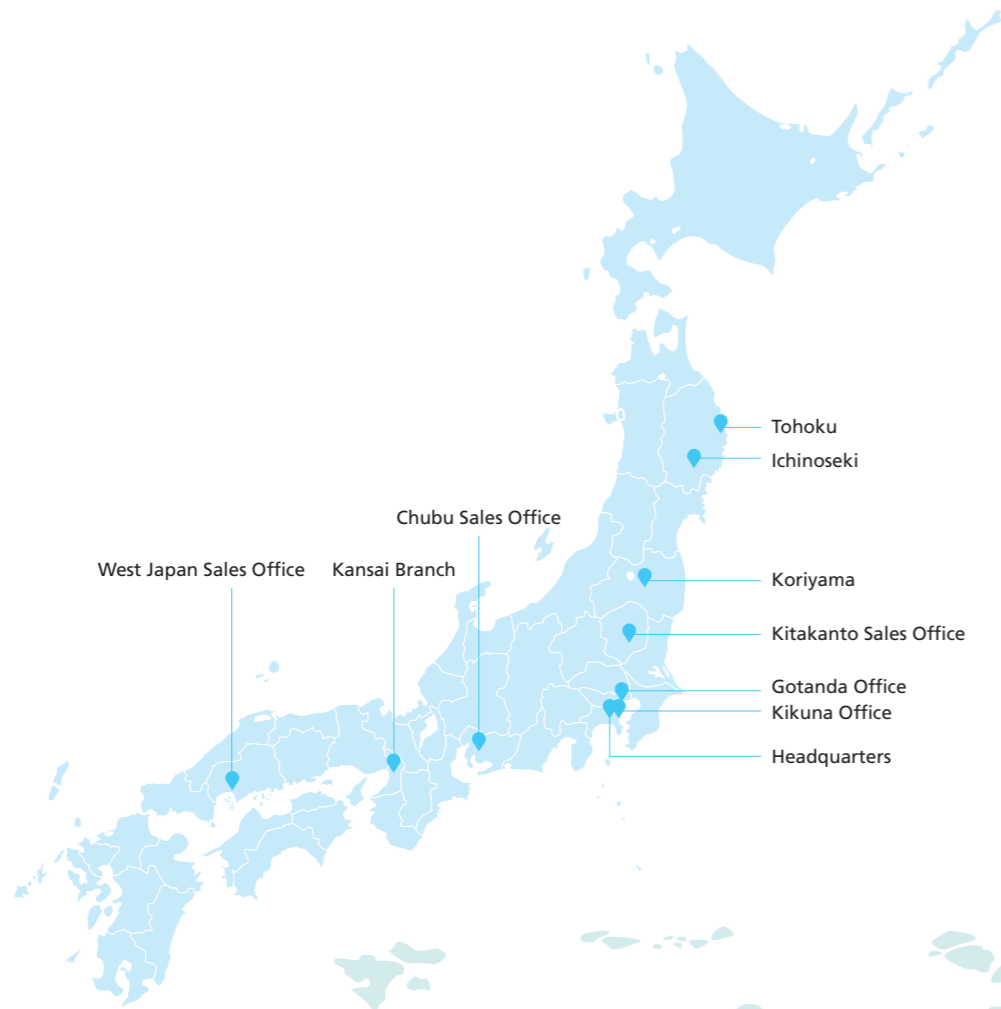 Tohoku
Ichinoseki
Chubu Sales Office
West Japan Sales Office
Kansai Branch
Koriyama
Kitakanto Sales Office
Gotanda Office
Kikuna Office
Headquarters